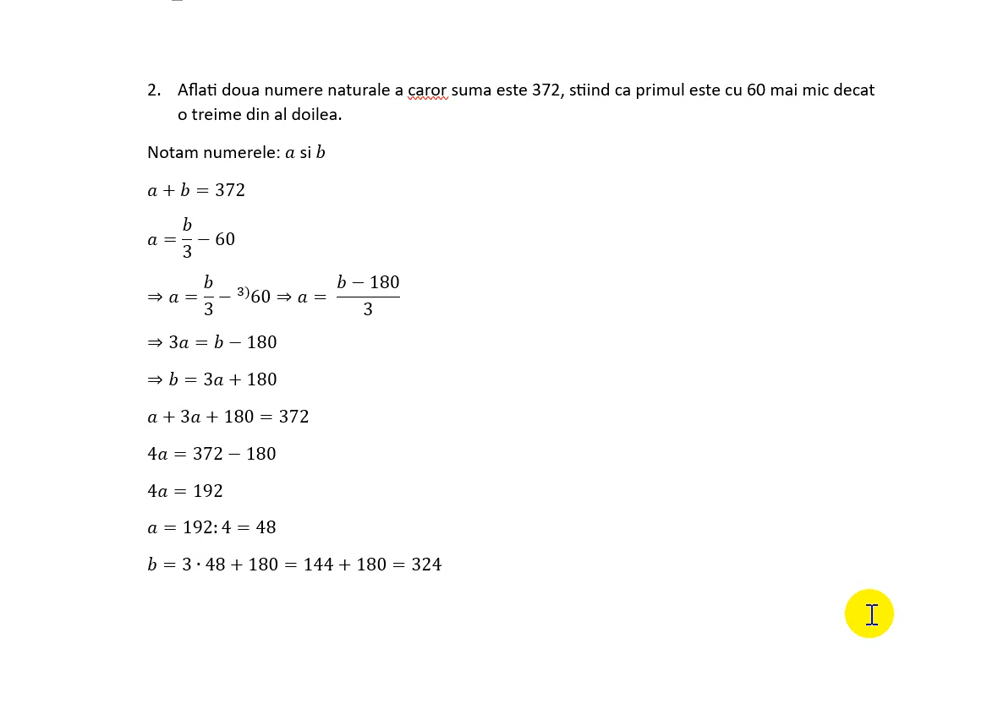 2. Aflati doua numere naturale a caror suma este 372, stiind ca primul este cu 60 mai mic decat
o treime din al doilea.
Notam numerele: a si b
a + b = 372
a = b/3 − 60
⇒ a = b/3 − ³⁾60 ⇒ a = (b − 180)/3
⇒ 3a = b − 180
⇒ b = 3a + 180
a + 3a + 180 = 372
4a = 372 − 180
4a = 192
a = 192: 4 = 48
b = 3 · 48 + 180 = 144 + 180 = 324